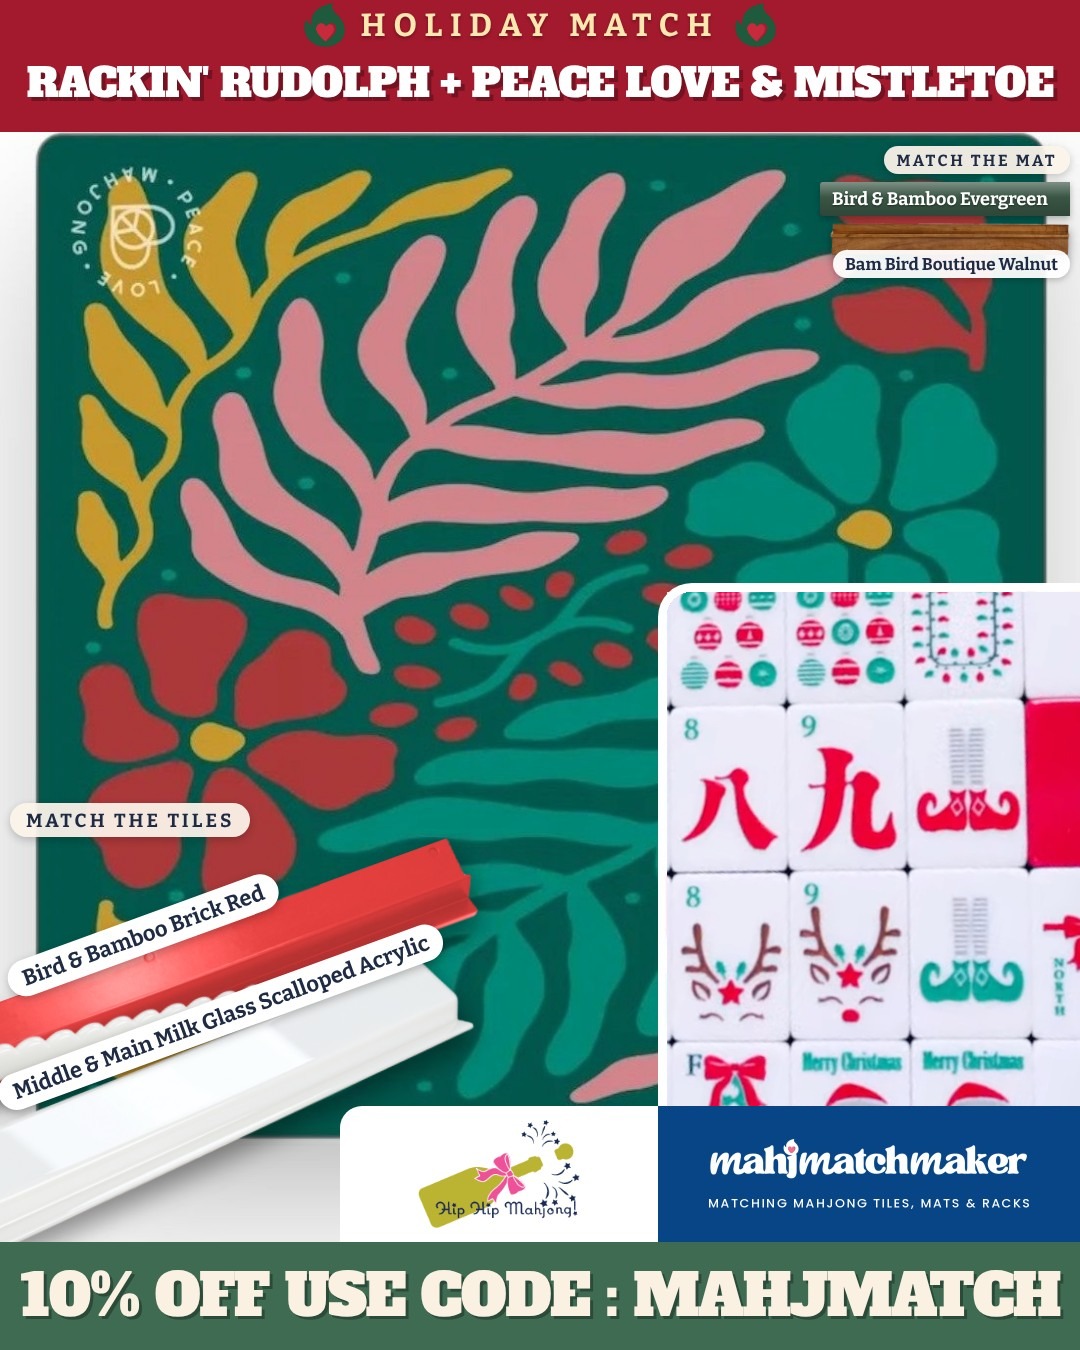 HOLIDAY MATCH
RACKIN' RUDOLPH + PEACE LOVE & MISTLETOE
PEACE • LOVE • MAHJONG •
MATCH THE MAT
Bird & Bamboo Evergreen
Bam Bird Boutique Walnut
MATCH THE TILES
Bird & Bamboo Brick Red
Middle & Main Milk Glass Scalloped Acrylic
8 9
八 九
8 9
NORTH
F Merry Christmas Merry Christmas
Hip Hip Mahjong!
mahjmatchmaker
MATCHING MAHJONG TILES, MATS & RACKS
10% OFF USE CODE : MAHJMATCH